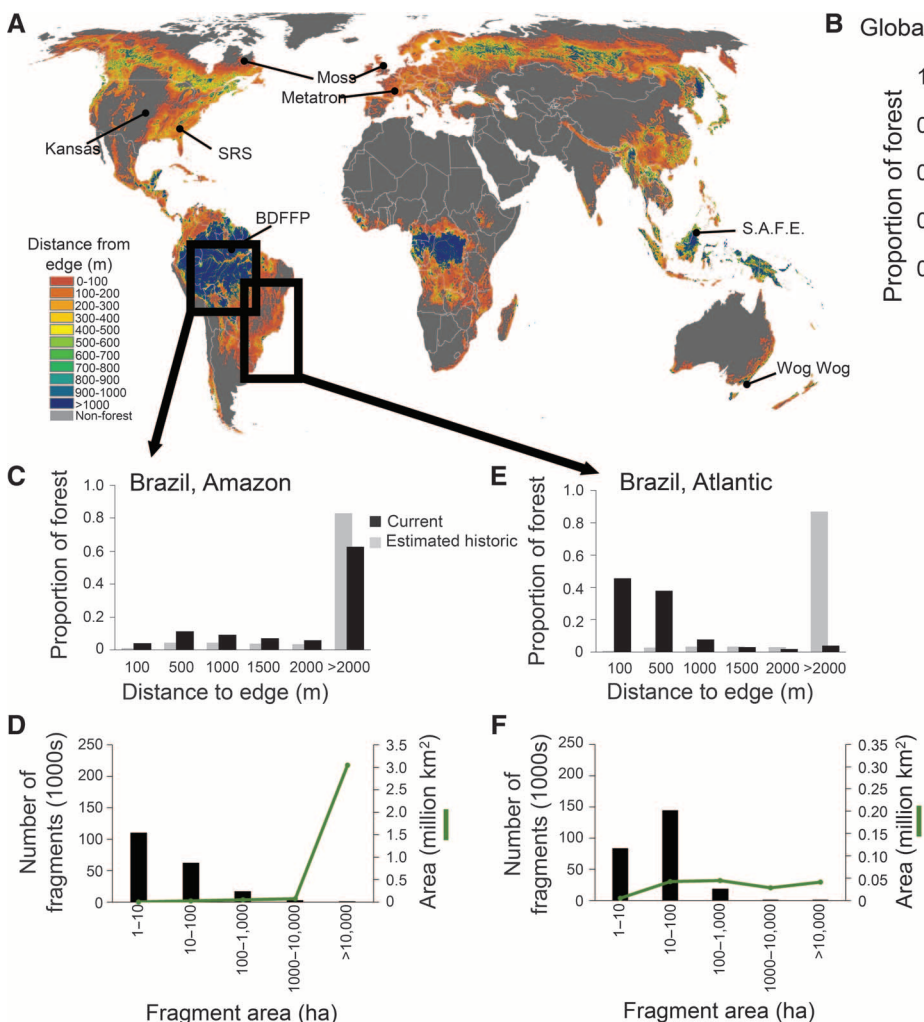 A
B Globa
Moss
Metatron
Kansas
SRS
BDFFP
S.A.F.E.
Wog Wog
Distance from
edge (m)
0-100
100-200
200-300
300-400
400-500
500-600
600-700
700-800
800-900
900-1000
>1000
Non-forest
Proportion of forest
1
0
0
0
0
C
Brazil, Amazon
Proportion of forest
1.0
0.8
0.6
0.4
0.2
0
100 500 1000 1500 2000 >2000
Distance to edge (m)
Current
Estimated historic
E
Brazil, Atlantic
Proportion of forest
1.0
0.8
0.6
0.4
0.2
0
100 500 1000 1500 2000 >2000
Distance to edge (m)
D
Number of
fragments (1000s)
250
200
150
100
50
0
3.5
3.0
2.5
2.0
1.5
1.0
0.5
0
Area (million km²)
1–10
10–100
100–1,000
1000–10,000
>10,000
Fragment area (ha)
F
Number of
fragments (1000s)
250
200
150
100
50
0
0.35
0.30
0.25
0.20
0.15
0.10
0.05
0
Area (million km²)
1–10
10–100
100–1,000
1000–10,000
>10,000
Fragment area (ha)